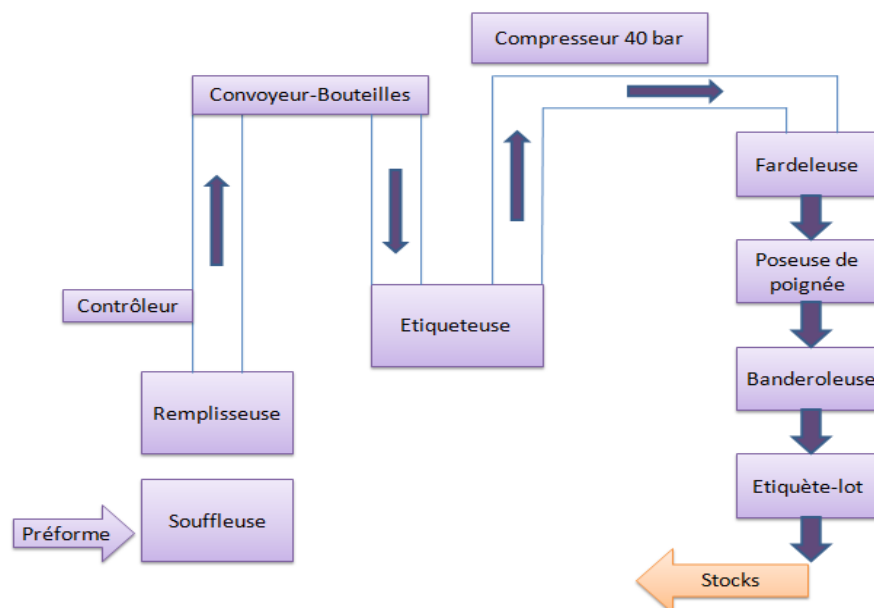 Compresseur 40 bar
Convoyeur-Bouteilles
Fardeleuse
Poseuse de
poignée
Contrôleur
Etiqueteuse
Banderoleuse
Remplisseuse
Etiquète-lot
Souffleuse
Préforme
Stocks